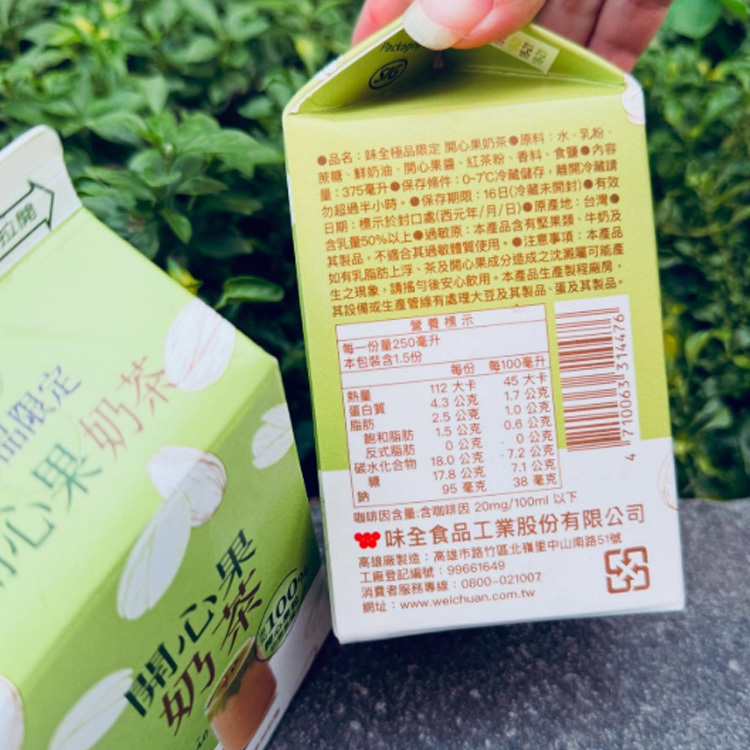 Packaging
SIG
●品名：味全極品限定 開心果奶茶●原料：水、乳粉、
蔗糖、鮮奶油、開心果醬、紅茶粉、香料、食鹽●內容
量：375毫升●保存條件：0~7℃冷藏儲存，離開冷藏請
勿超過半小時。●保存期限：16日(冷藏未開封)●有效
日期：標示於封口處(西元年/月/日)●原產地：台灣●
含乳量50%以上●過敏原：本產品含有堅果類、牛奶及
其製品，不適合其過敏體質使用。●注意事項：本產品
如有乳脂肪上浮、茶及開心果成分造成之沈澱屬可能產
生之現象，請搖勻後安心飲用。本產品生產製程廠房，
其設備或生產管線有處理大豆及其製品、蛋及其製品。
營養標示
每一份量250毫升
本包裝含1.5份
每份 每100毫升
熱量 112 大卡 45 大卡
蛋白質 4.3 公克 1.7 公克
脂肪 2.5 公克 1.0 公克
飽和脂肪 1.5 公克 0.6 公克
反式脂肪 0 公克 0 公克
碳水化合物 18.0 公克 7.2 公克
糖 17.8 公克 7.1 公克
鈉 95 毫克 38 毫克
咖啡因含量:含咖啡因 20mg/100ml 以下
4 710063 314476
味全食品工業股份有限公司
高雄廠製造：高雄市路竹區北嶺里中山南路51號
工廠登記編號：99661649
消費者服務專線：0800-021007
網址：www.weichuan.com.tw
拉開
品限定
開心果奶茶
開心果
奶茶
100%